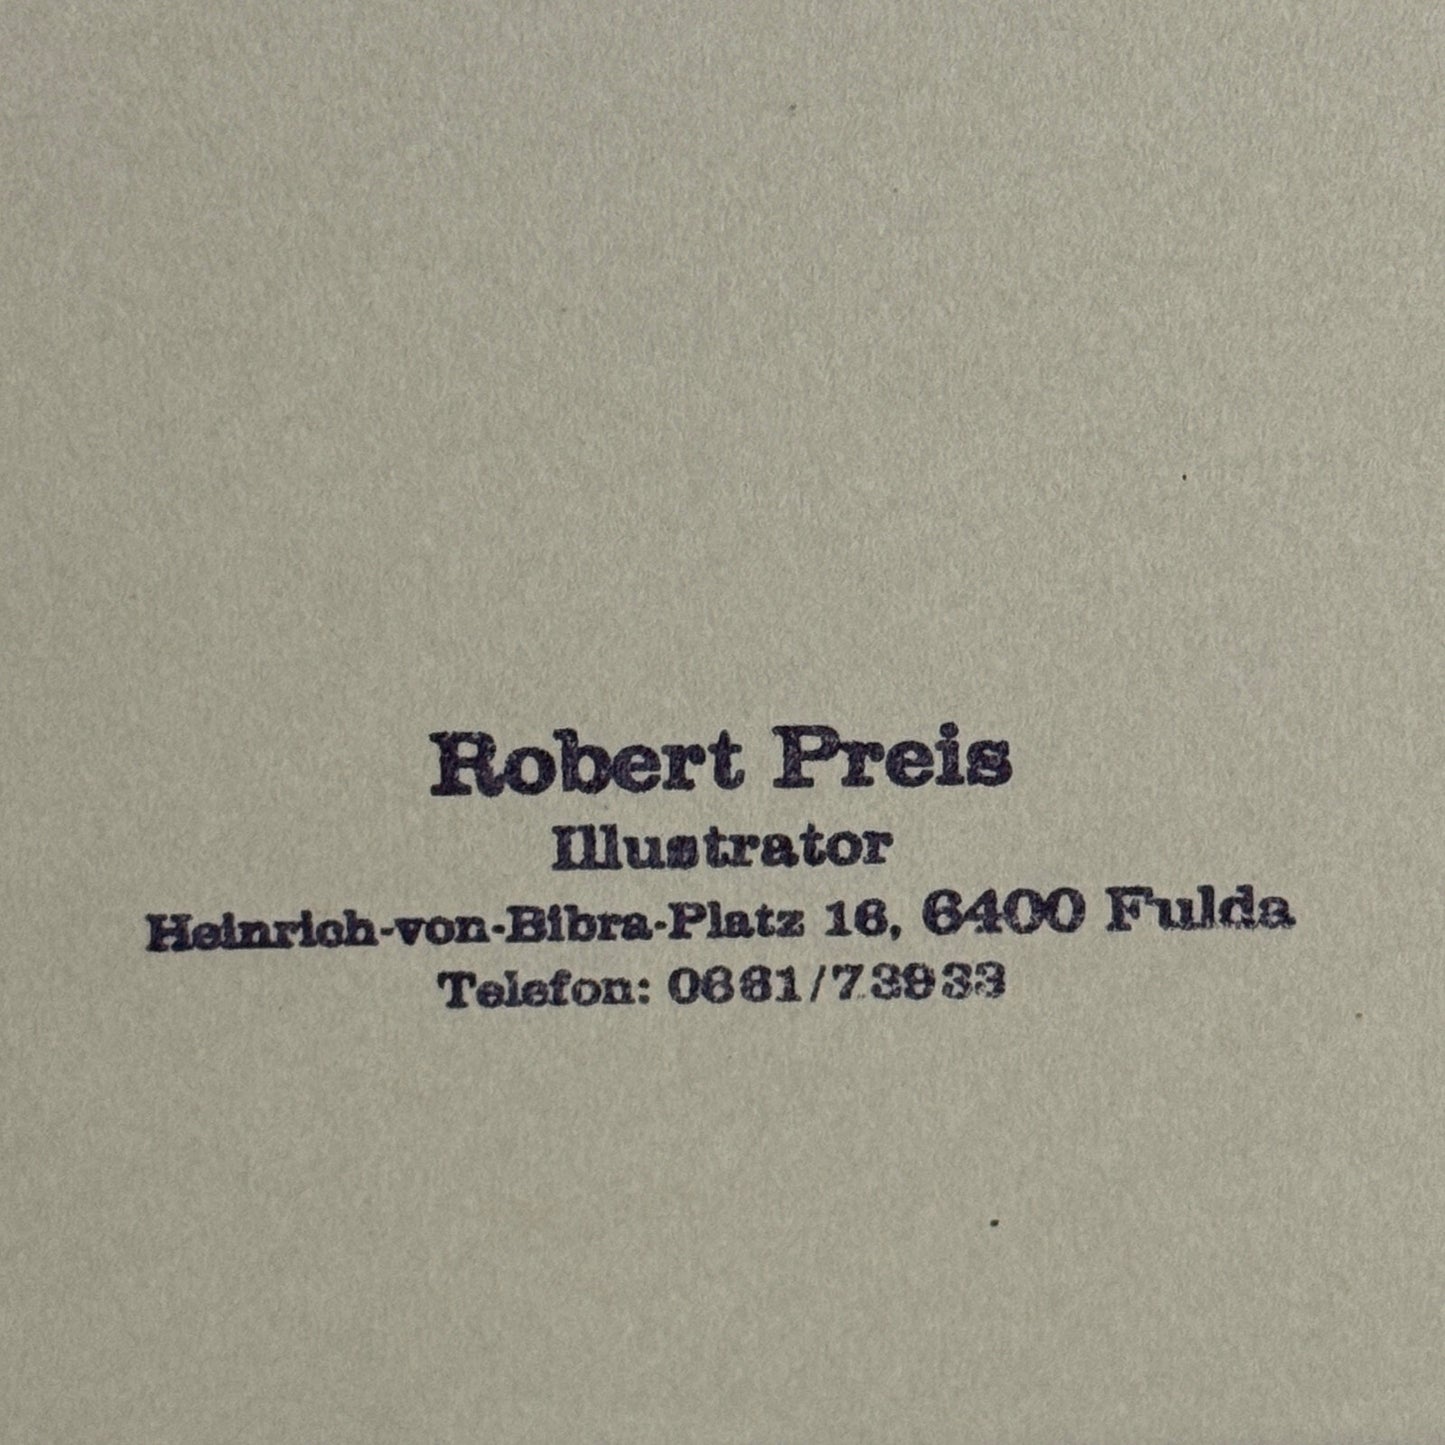 Robert Preis
Illustrator
Heinrich-von-Bibra-Platz 16, 6400 Fulda
Telefon: 0661/73933